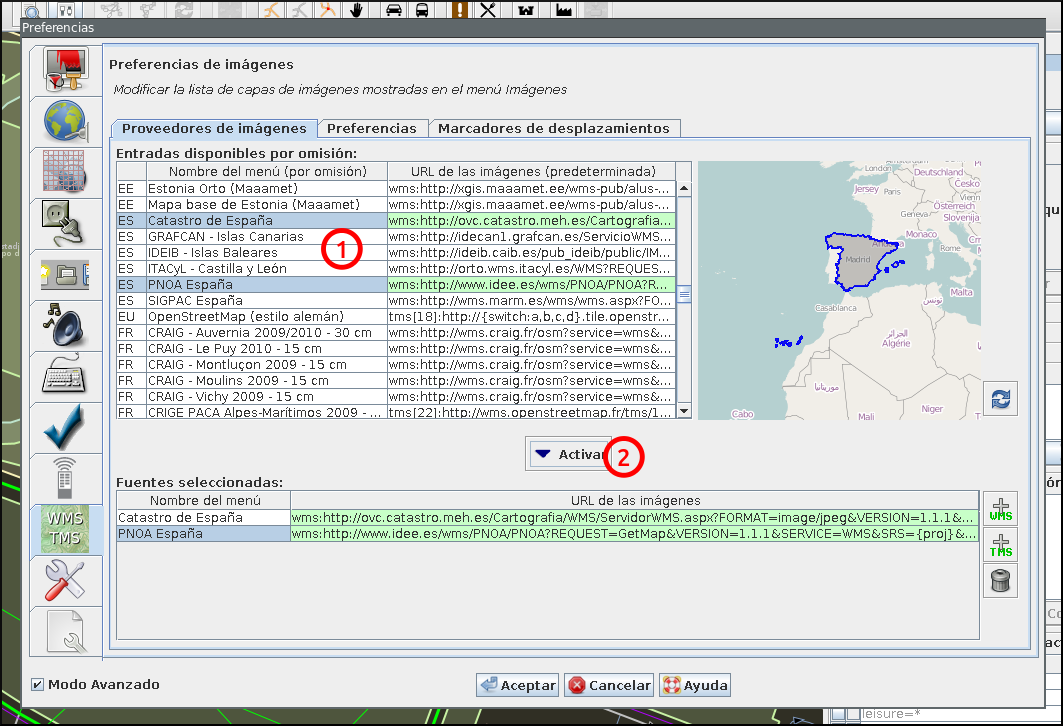 Preferencias
Preferencias de imágenes
Modificar la lista de capas de imágenes mostradas en el menú Imágenes
Proveedores de imágenes
Preferencias
Marcadores de desplazamientos
Entradas disponibles por omisión:
Nombre del menú (por omisión) URL de las imágenes (predeterminada)
EE Estonia Orto (Maaamet) wms:http://xgis.maaamet.ee/wms-pub/alus-...
EE Mapa base de Estonia (Maaamet) wms:http://xgis.maaamet.ee/wms-pub/alus-...
ES Catastro de España wms:http://ovc.catastro.meh.es/Cartografia...
ES GRAFCAN - Islas Canarias wms:http://idecan1.grafcan.es/ServicioWMS...
ES IDEIB - Islas Baleares wms:http://ideib.caib.es/pub_ideib/public/IM...
ES ITACyL - Castilla y León wms:http://orto.wms.itacyl.es/WMS?REQUES...
ES PNOA España wms:http://www.idee.es/wms/PNOA/PNOA?R...
ES SIGPAC España wms:http://wms.marm.es/wms/wms.aspx?FO...
EU OpenStreetMap (estilo alemán) tms[18]:http://{switch:a,b,c,d}.tile.openstr...
FR CRAIG - Auvernia 2009/2010 - 30 cm wms:http://wms.craig.fr/osm?service=wms&...
FR CRAIG - Le Puy 2010 - 15 cm wms:http://wms.craig.fr/osm?service=wms&...
FR CRAIG - Montluçon 2009 - 15 cm wms:http://wms.craig.fr/osm?service=wms&...
FR CRAIG - Moulins 2009 - 15 cm wms:http://wms.craig.fr/osm?service=wms&...
FR CRAIG - Vichy 2009 - 15 cm wms:http://wms.craig.fr/osm?service=wms&...
FR CRIGE PACA Alpes-Marítimos 2009 - ... tms[22]:http://wms.openstreetmap.fr/tms/1...
1
London
Deutschland
Jersey
Paris
Česko
Österreich
Geneva
Slovenija
Monaco
Andorra
Madrid
Casablanca
تونس
Malta
الجزائر
Algérie
موريتانيا
Cabo
Mali
Niger
Activar
2
Fuentes seleccionadas:
Nombre del menú URL de las imágenes
Catastro de España wms:http://ovc.catastro.meh.es/Cartografia/WMS/ServidorWMS.aspx?FORMAT=image/jpeg&VERSION=1.1.1&...
PNOA España wms:http://www.idee.es/wms/PNOA/PNOA?REQUEST=GetMap&VERSION=1.1.1&SERVICE=WMS&SRS={proj}&...
WMS
TMS
WMS
TMS
Modo Avanzado
Aceptar
Cancelar
Ayuda
leisure=*